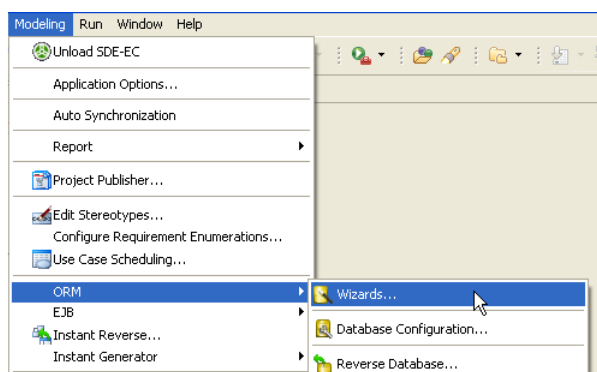 Modeling Run Window Help
Unload SDE-EC
Application Options...
Auto Synchronization
Report
Project Publisher...
Edit Stereotypes...
Configure Requirement Enumerations...
Use Case Scheduling...
ORM
Wizards...
EJB
Database Configuration...
Instant Reverse...
Instant Generator
Reverse Database...